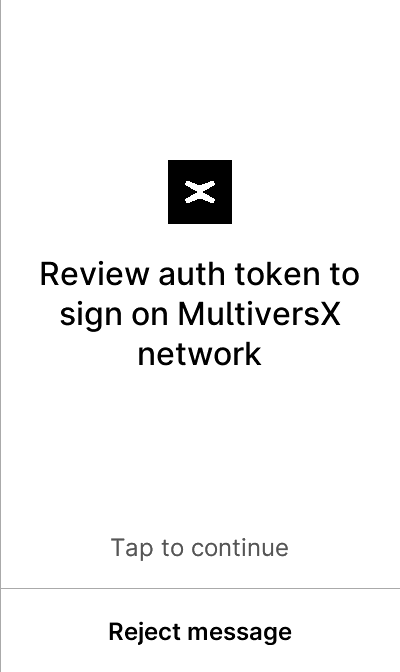 Review auth token to
sign on MultiversX
network
Tap to continue
Reject message